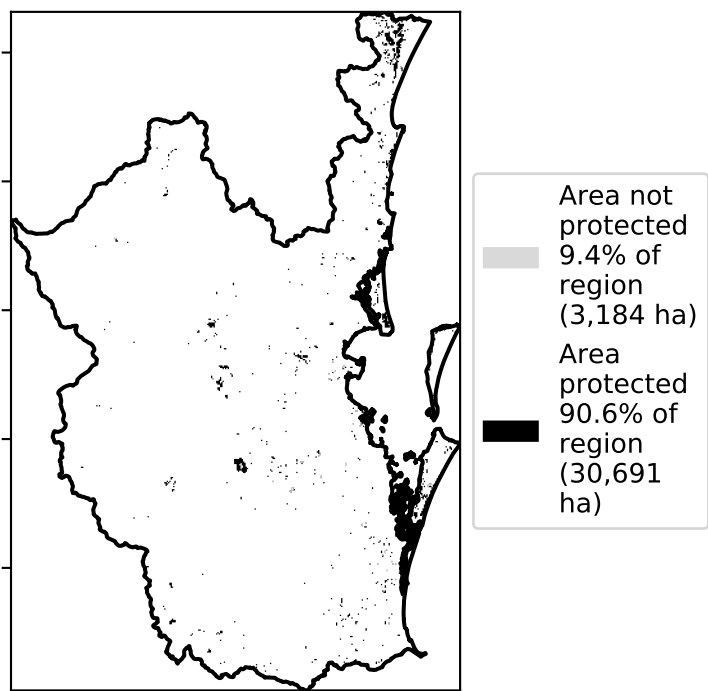 Area not
protected
9.4% of
region
(3,184 ha)
Area
protected
90.6% of
region
(30,691
ha)